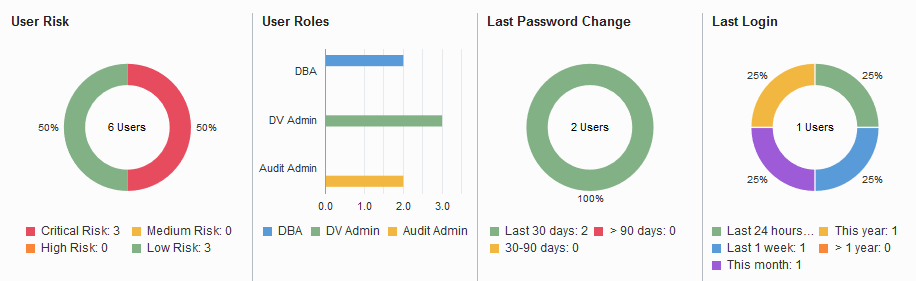 User Risk
50%
6 Users
50%
Critical Risk: 3
Medium Risk: 0
High Risk: 0
Low Risk: 3
User Roles
DBA
DV Admin
Audit Admin
0.0
1.0
2.0
3.0
DBA
DV Admin
Audit Admin
Last Password Change
2 Users
100%
Last 30 days: 2
> 90 days: 0
30-90 days: 0
Last Login
25%
25%
1 Users
25%
25%
Last 24 hours...
This year: 1
Last 1 week: 1
> 1 year: 0
This month: 1